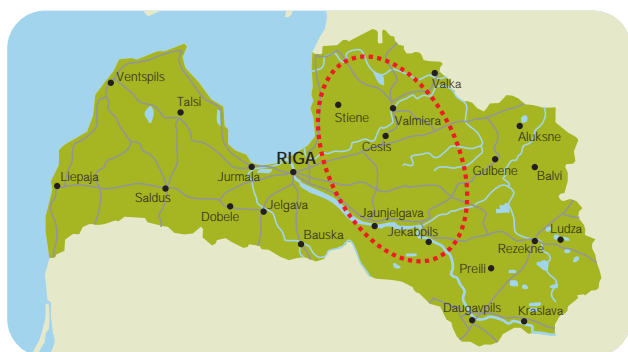 Ventspils
Talsi
Valka
Stiene
Valmiera
Aluksne
Cesis
RIGA
Gulbene
Balvi
Liepaja
Jurmala
Saldus
Dobele
Jelgava
Jaunjelgava
Jekabpils
Bauska
Ludza
Rezekne
Preili
Daugavpils
Kraslava